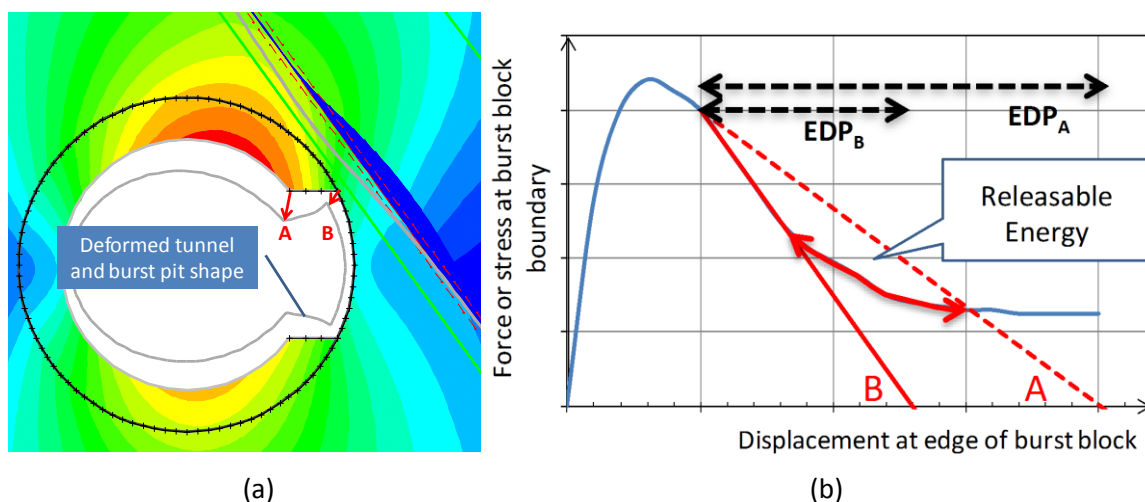 A
B
Deformed tunnel
and burst pit shape
(a)
Force or stress at burst block
boundary
EDP_B
EDP_A
Releasable
Energy
B
A
Displacement at edge of burst block
(b)